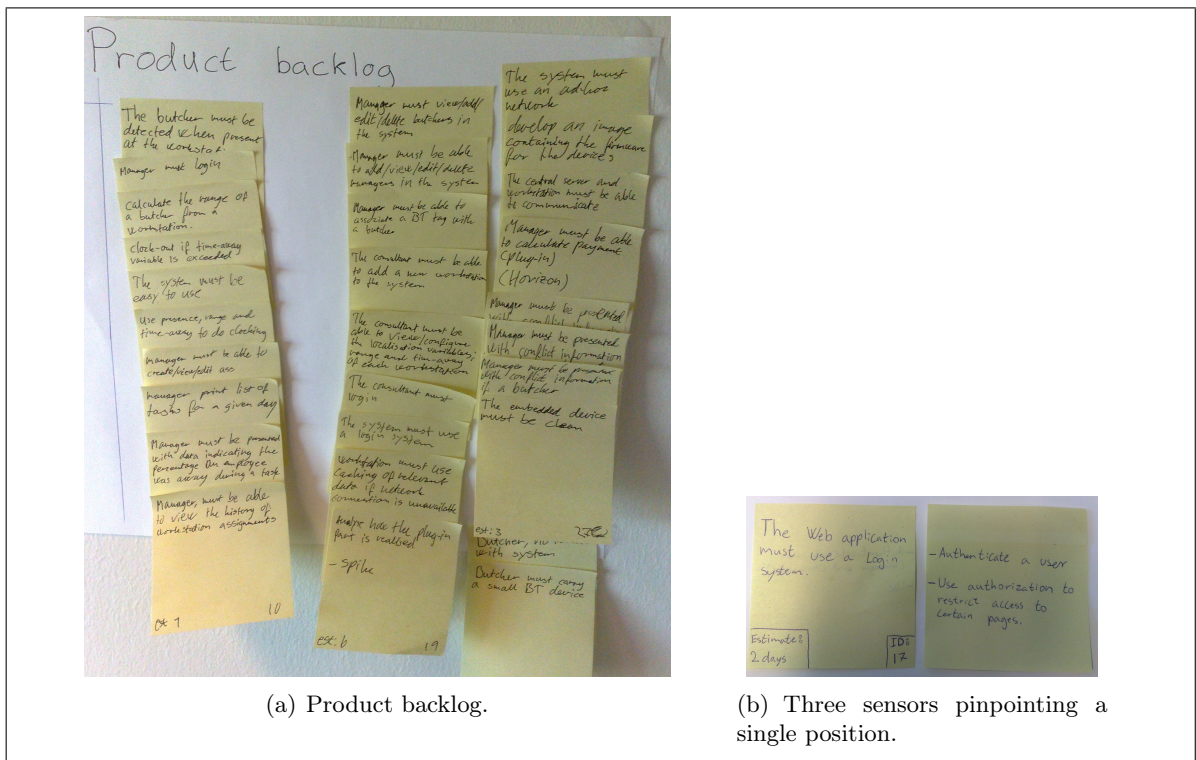 Product backlog
The butcher must be
detected when present
at the workstat.
Manager must login
Calculate the range of
a butcher from a
workstation.
Clock-out if time-away
variable is exceeded
The system must be
easy to use
Use presence, range and
time-away to do clocking
Manager must be able to
create/view/edit ass
Manager print list of
tasks for a given day
Manager must be presented
with data indicating the
percentage an employee
was away during a task
Manager, must be able
to view the history of
workstation assignments
10
est 7
Manager must view/add/
edit/delete butchers in
the system
Manager must be able
to add/view/edit/delete
managers in the system
Manager must be able to
associate a BT tag with
a butcher
The consultant must be able
to add a new workstation
to the system
The consultant must be
able to view/configure
the localisation variables;
range and time-away
of each workstation
The consultant must
login
The system must use
a login system
Workstation must use
caching of relevant
data if network
connection is unavailable
Analyse how the plug-in
part is realised
- Spike
est: 6
19
The system must
use an ad-hoc
network
develop an image
containing the firmware
for the devices
The central server and
workstation must be able
to communicate
Manager must be able
to calculate payment
(plug-in)
(Horizon)
Manager must be presented
with conflict
Manager must be presented
with conflict information
Manager must be presented
with conflict information
if a butcher
The embedded device
must be clean
est: 3
Butcher,
with system
Butcher must carry
a small BT device
(a) Product backlog.
The Web application
must use a Login
system.
Estimate:
2 days
ID:
17
- Authenticate a user
- Use authorization to
restrict access to
certain pages.
(b) Three sensors pinpointing a
single position.